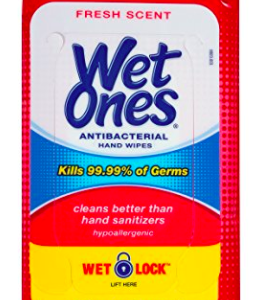 FRESH SCENT
Wet
Ones®
ANTIBACTERIAL
HAND WIPES
Kills 99.99% of Germs
cleans better than
hand sanitizers
hypoallergenic
WET LOCK™
LIFT HERE